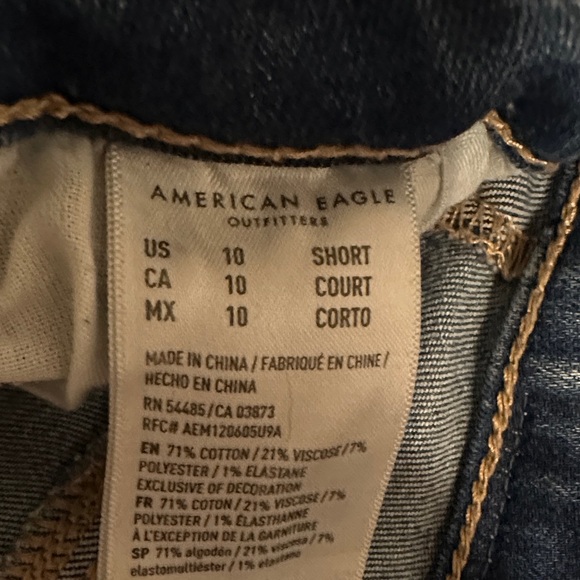 AMERICAN EAGLE
OUTFITTERS
US 10 SHORT
CA 10 COURT
MX 10 CORTO
MADE IN CHINA / FABRIQUÉ EN CHINE /
HECHO EN CHINA
RN 54485/CA 03873
RFC# AEM120605U9A
EN 71% COTTON / 21% VISCOSE / 7%
POLYESTER / 1% ELASTANE
EXCLUSIVE OF DECORATION
FR 71% COTON / 21% VISCOSE / 7%
POLYESTER / 1% ÉLASTHANNE
À L'EXCEPTION DE LA GARNITURE
SP 71% algodón / 21% viscosa / 7%
elastomultiéster / 1% elastano